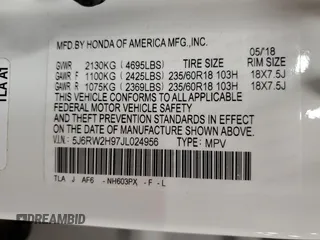 TLA A1
MFD.BY HONDA OF AMERICA MFG.,INC. 05/'18
GVWR 2130KG (4695LBS) TIRE SIZE RIM SIZE
GAWR F 1100KG (2425LBS) 235/60R18 103H 18X7.5J
GAWR R 1075KG (2369LBS) 235/60R18 103H 18X7.5J
THIS VEHICLE CONFORMS TO ALL APPLICABLE
FEDERAL MOTOR VEHICLE SAFETY
AND THEFT PREVENTION STANDARDS IN EFFECT ON
THE DATE OF MANUFACTURE SHOWN ABOVE.
V.I.N.: 5J6RW2H97JL024956 TYPE: MPV
TLA J AF6 -NH603PX -F -L
DREAMBID